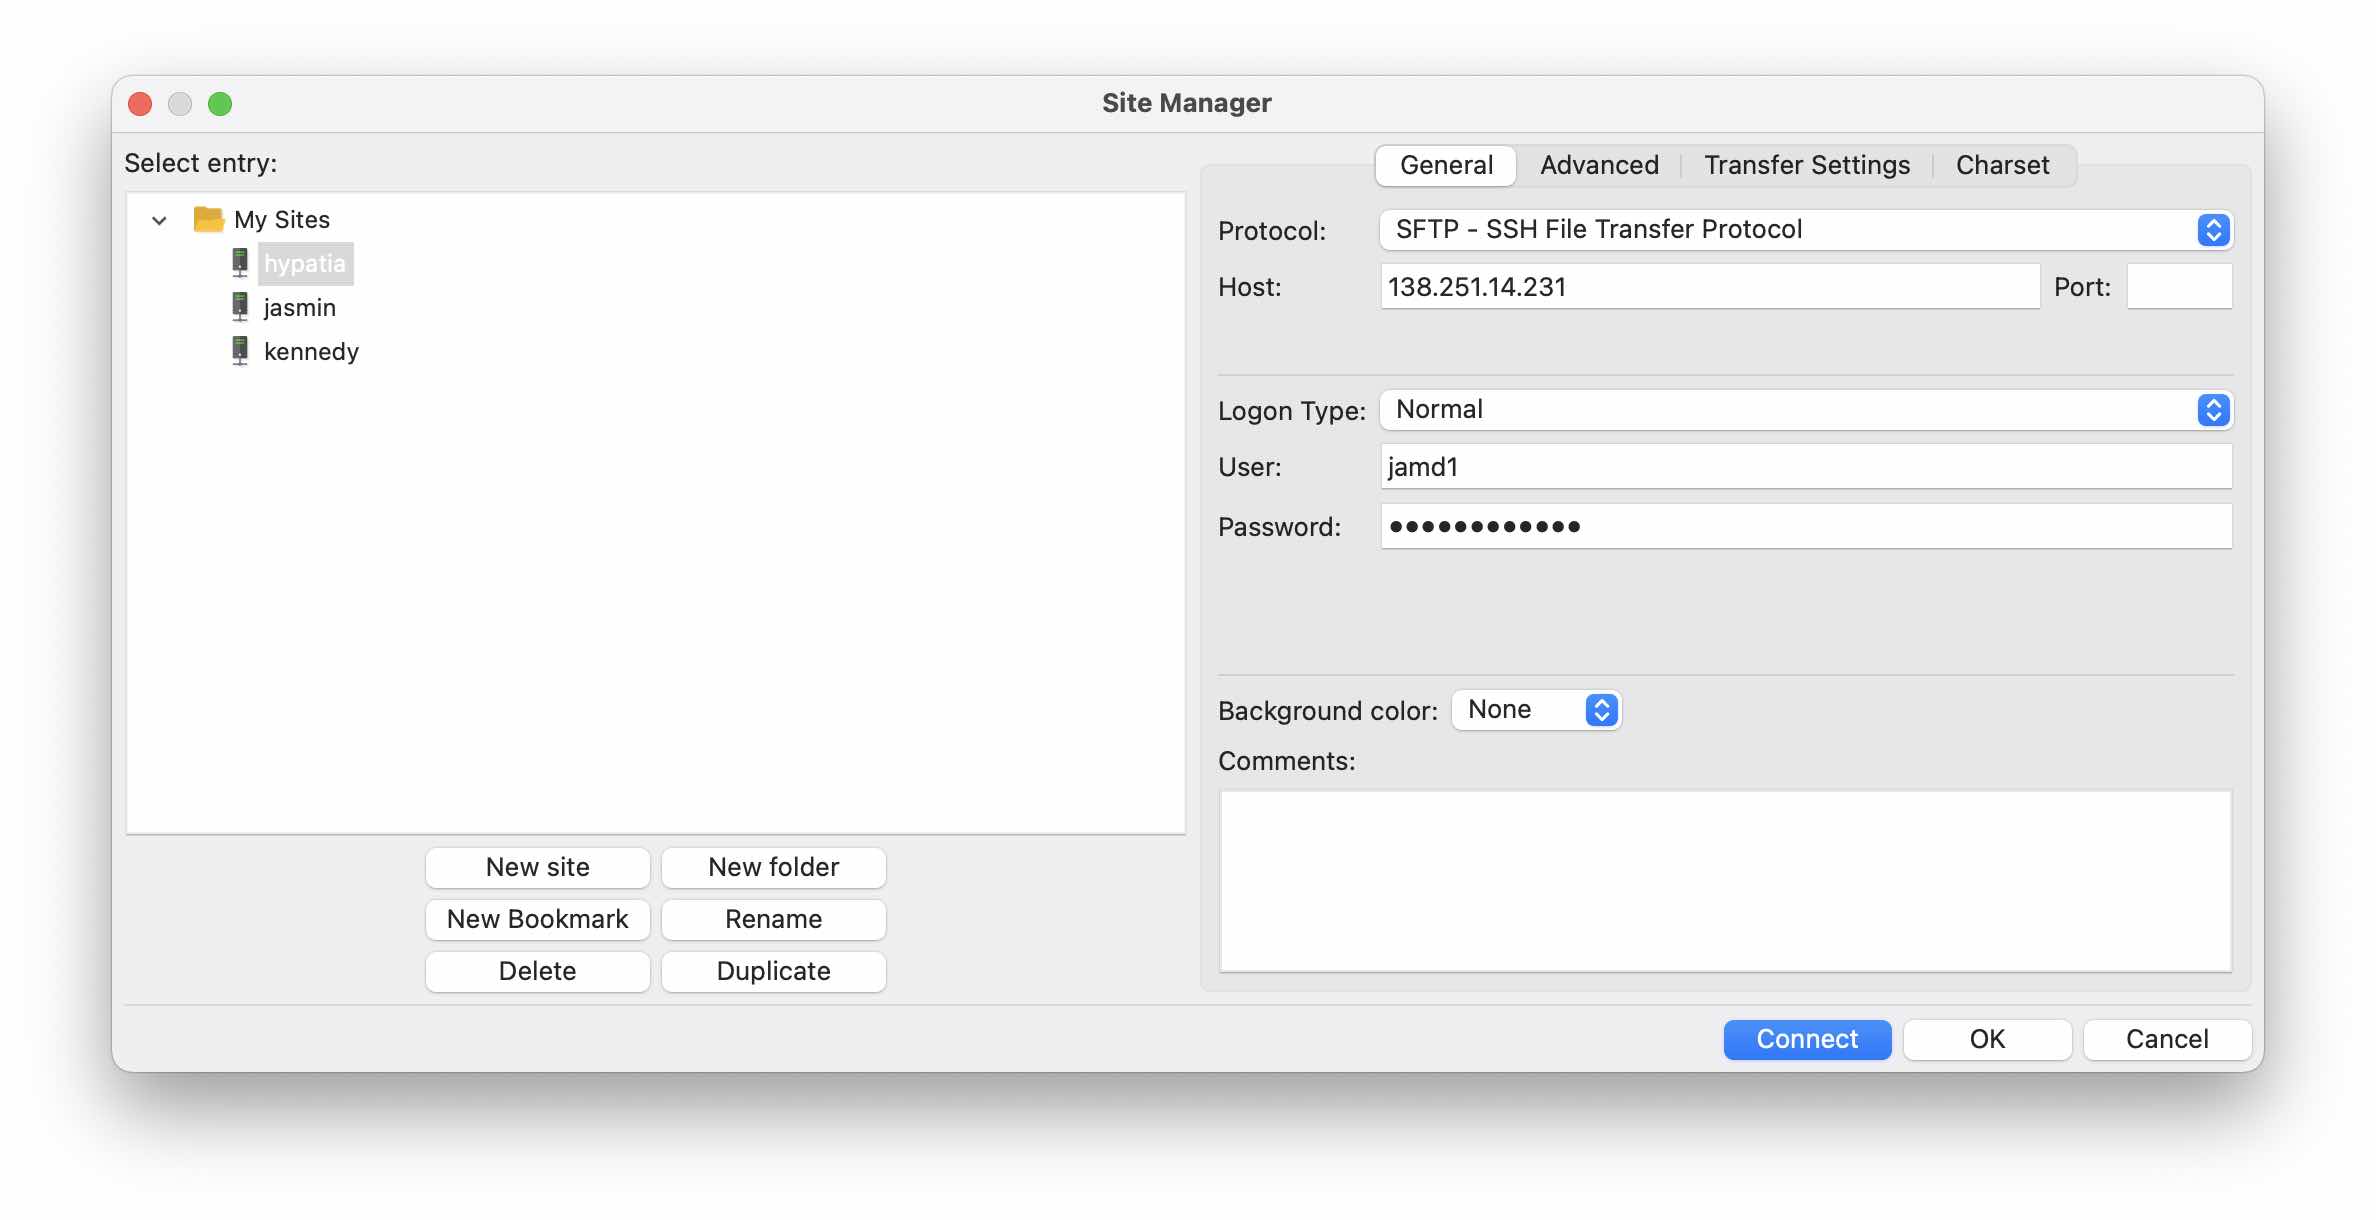 Site Manager
Select entry:
My Sites
hypatia
jasmin
kennedy
New site New folder
New Bookmark Rename
Delete Duplicate
General Advanced Transfer Settings Charset
Protocol: SFTP - SSH File Transfer Protocol
Host: 138.251.14.231 Port:
Logon Type: Normal
User: jamd1
Password: ••••••••••••
Background color: None
Comments:
Connect OK Cancel